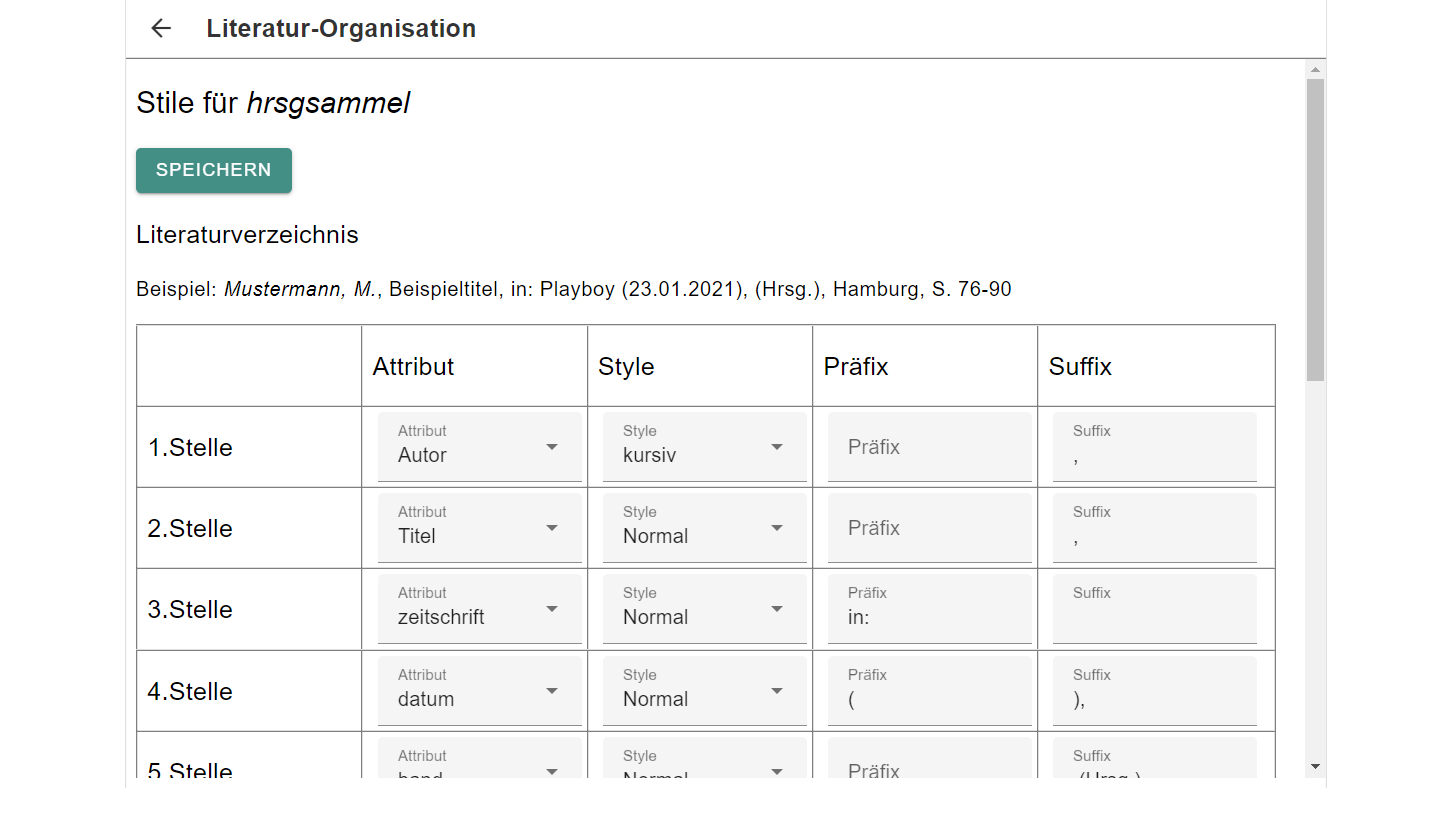 Literatur-Organisation
Stile für hrsgsammel
SPEICHERN
Literaturverzeichnis
Beispiel: Mustermann, M., Beispieltitel, in: Playboy (23.01.2021), (Hrsg.), Hamburg, S. 76-90
Attribut Style Präfix Suffix
Attribut Style Suffix
1.Stelle Autor kursiv Präfix ,
Attribut Style Suffix
2.Stelle Titel Normal Präfix ,
Attribut Style Präfix Suffix
3.Stelle zeitschrift Normal in:
Attribut Style Präfix Suffix
4.Stelle datum Normal ( ),
Attribut Style Suffix
5.Stelle band Normal Präfix (Hrsg.)